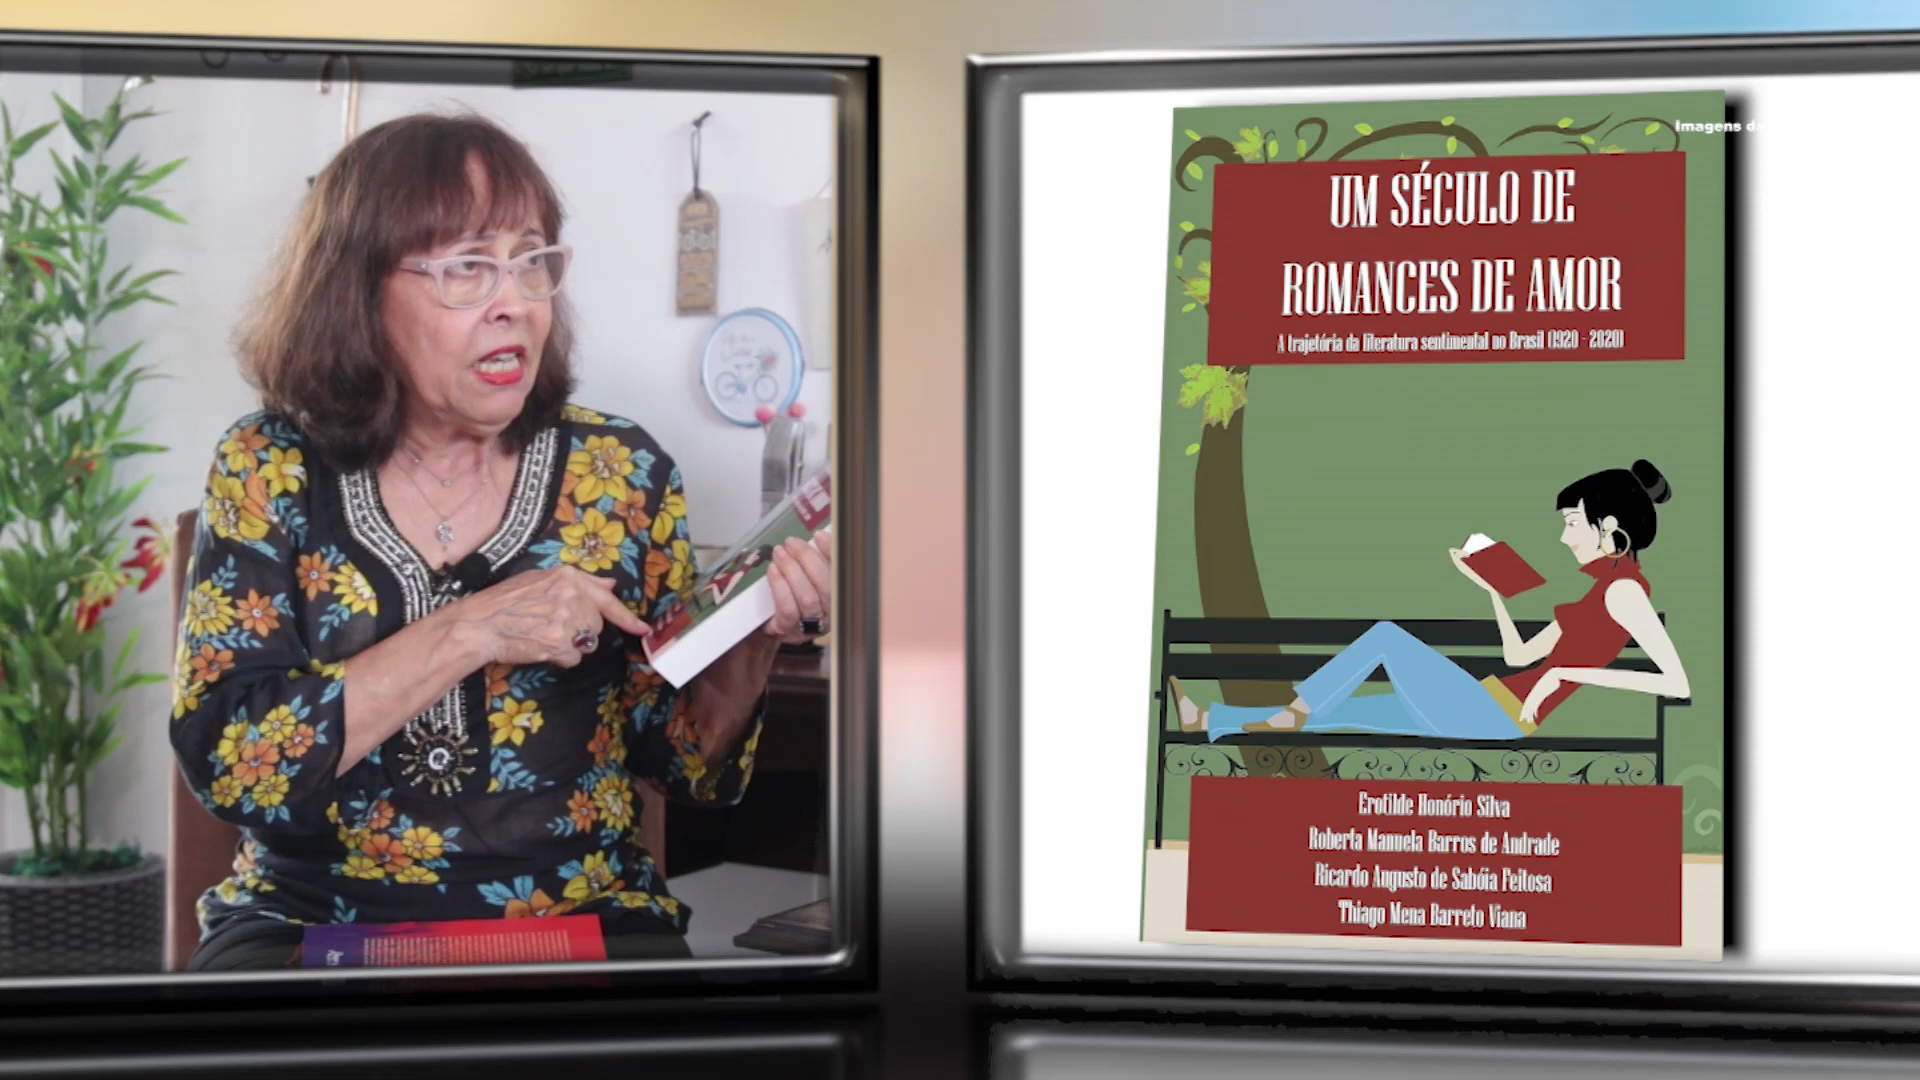 Imagens da
UM SÉCULO DE
ROMANCES DE AMOR
A trajetória da literatura sentimental no Brasil (1920 - 2020)
Erotilde Honório Silva
Roberta Manuela Barros de Andrade
Ricardo Augusto de Sabóia Feitosa
Thiago Mena Barreto Viana